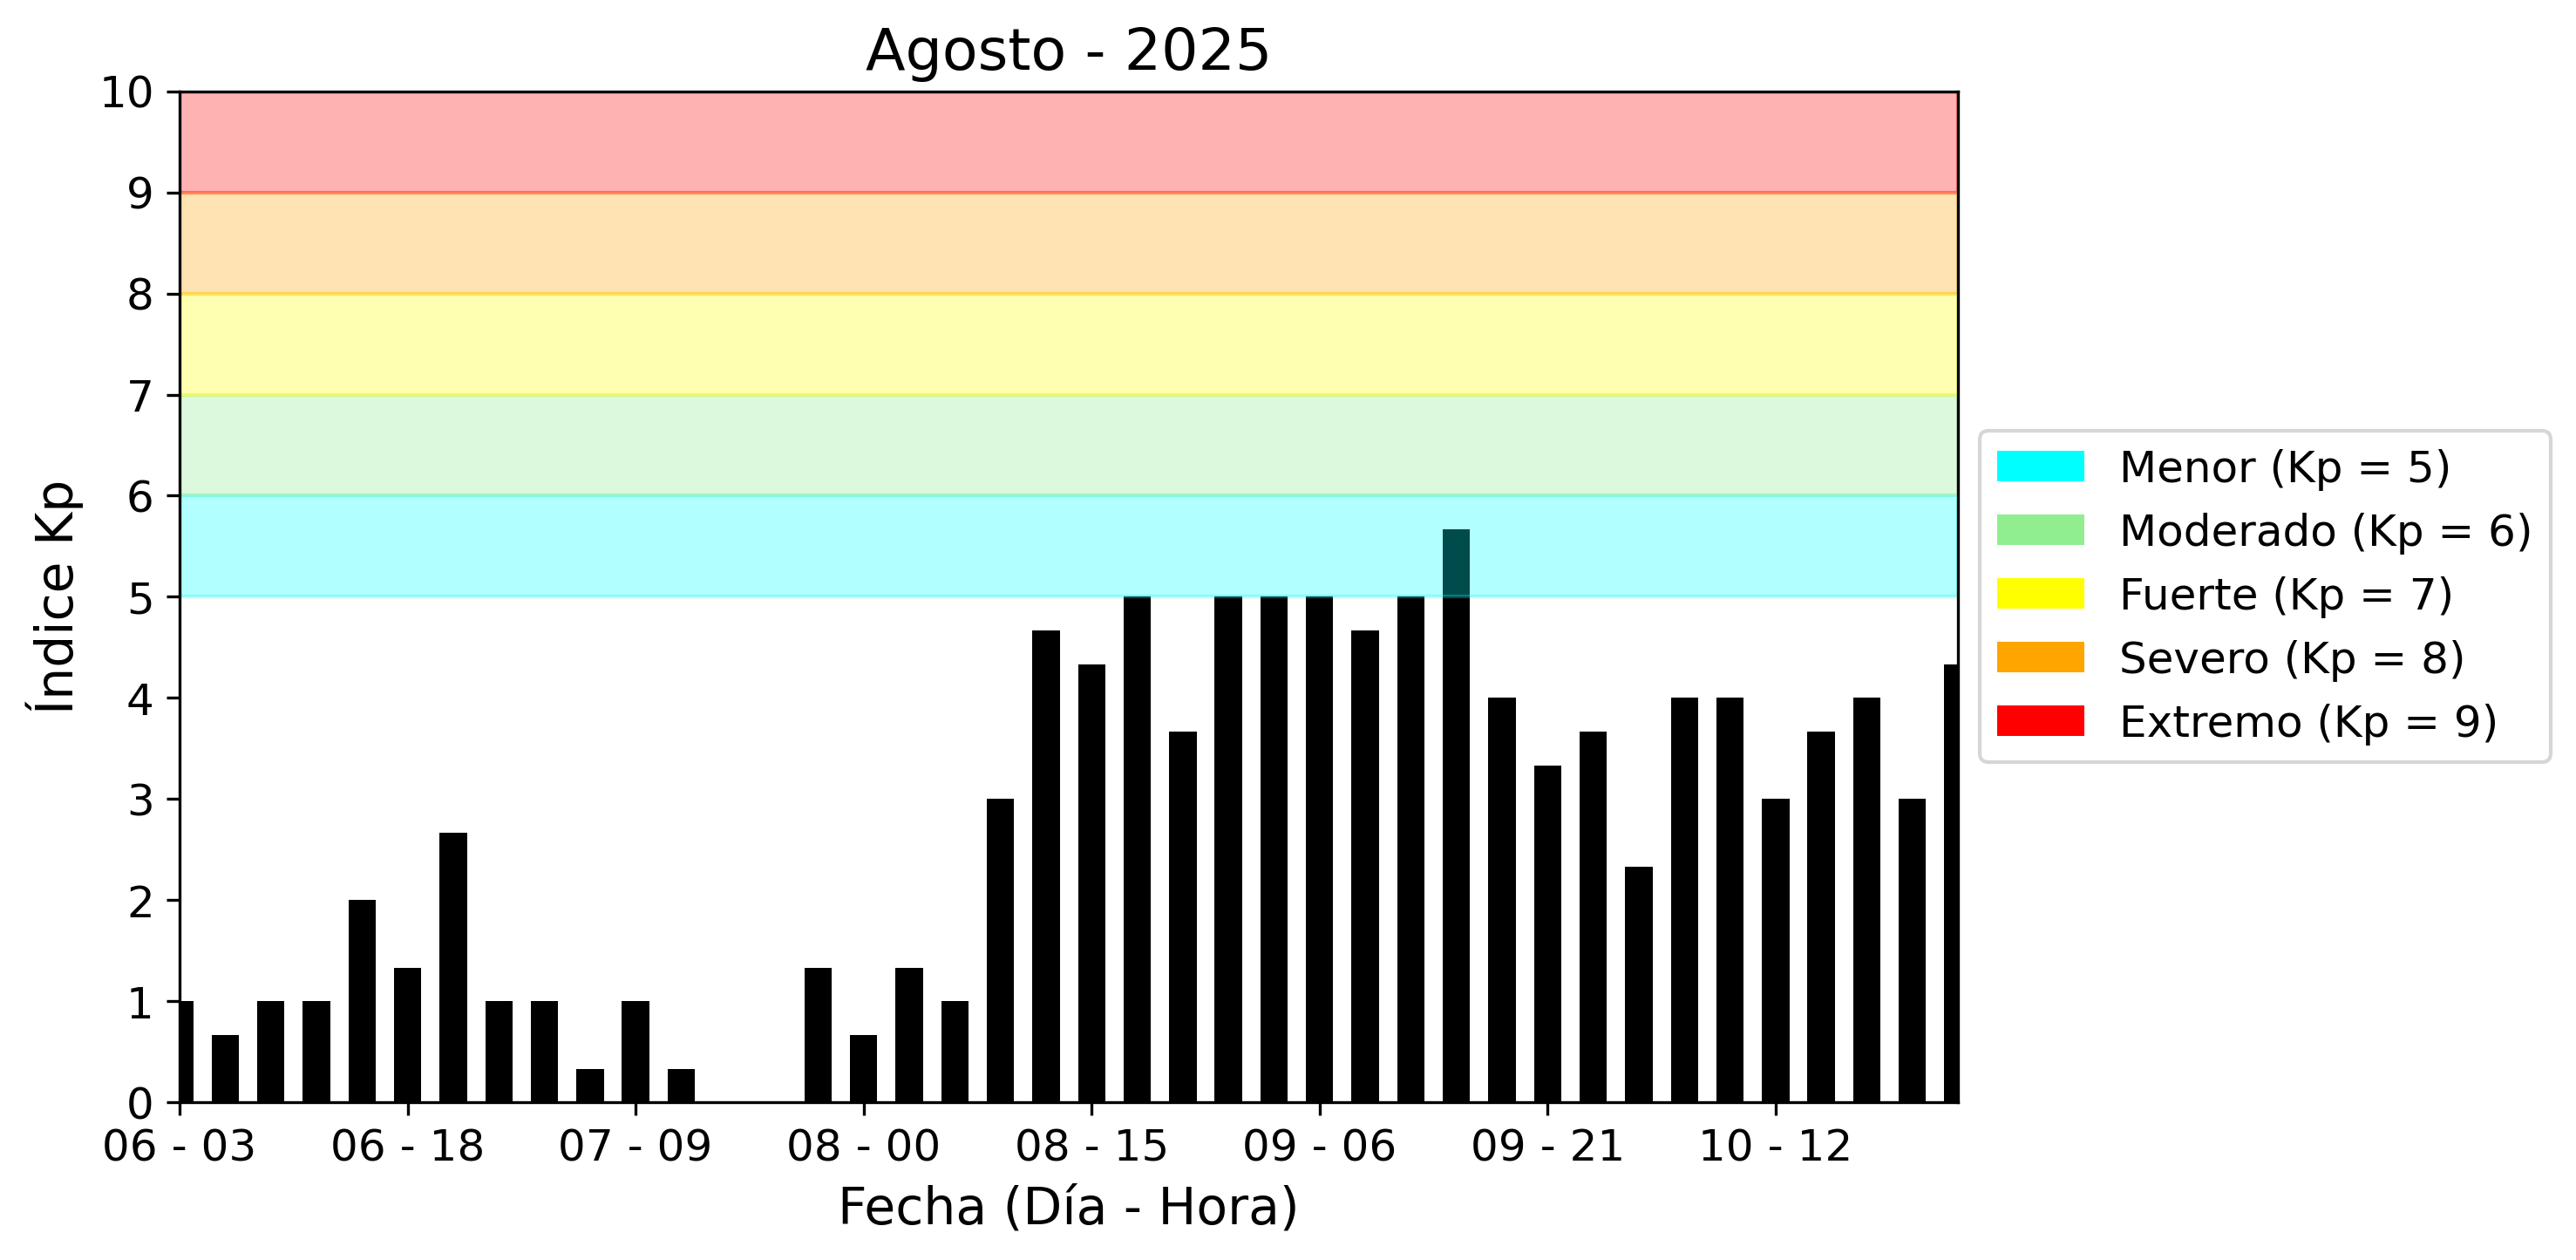 Agosto - 2025
10
9
8
7
6
5
4
3
2
1
0
Índice Kp
06 - 03
06 - 18
07 - 09
08 - 00
08 - 15
09 - 06
09 - 21
10 - 12
Fecha (Día - Hora)
Menor (Kp = 5)
Moderado (Kp = 6)
Fuerte (Kp = 7)
Severo (Kp = 8)
Extremo (Kp = 9)